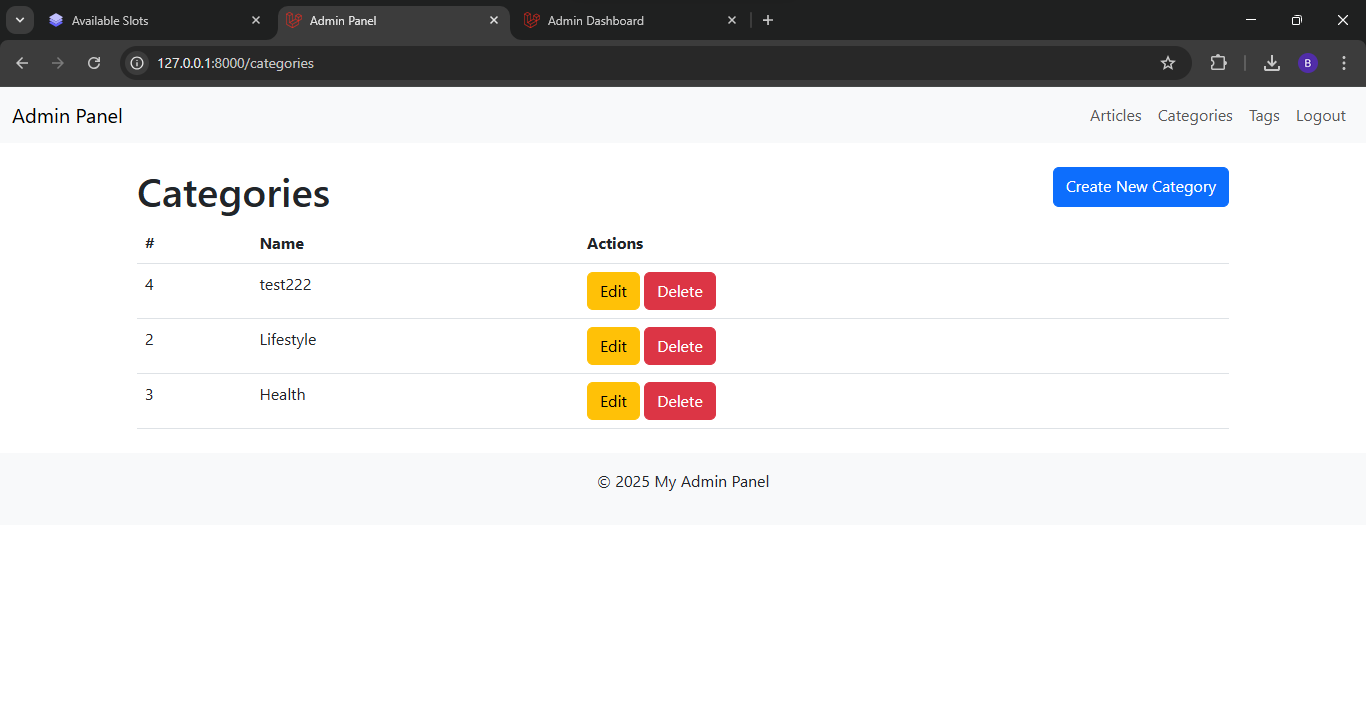 Available Slots
Admin Panel
Admin Dashboard
127.0.0.1:8000/categories
B
Admin Panel
Articles Categories Tags Logout
Categories
Create New Category
# Name Actions
4 test222 Edit Delete
2 Lifestyle Edit Delete
3 Health Edit Delete
© 2025 My Admin Panel